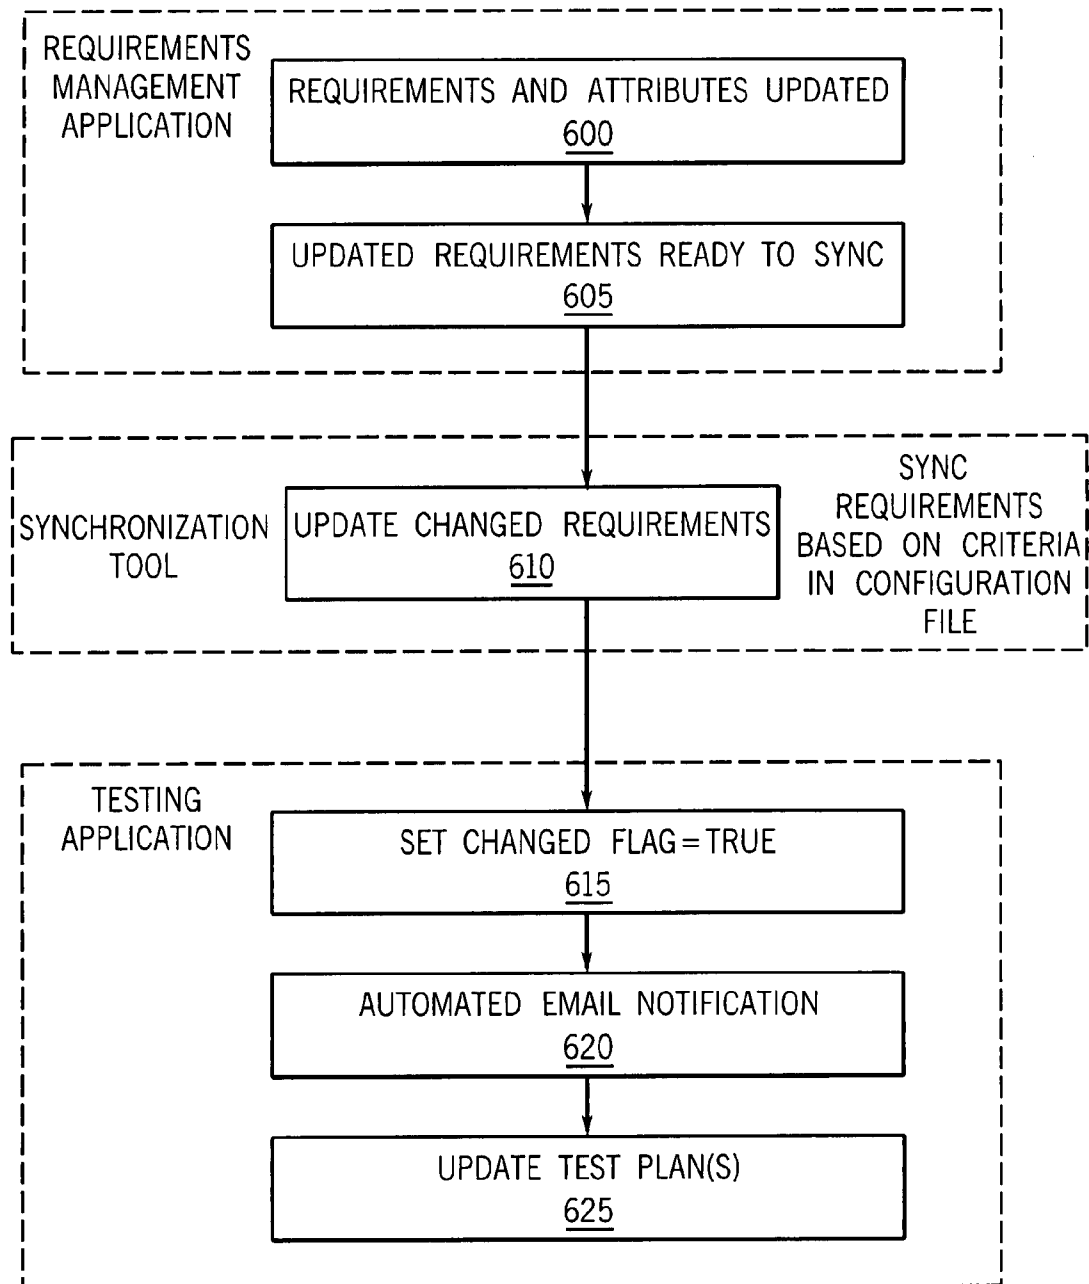 REQUIREMENTS
MANAGEMENT
APPLICATION
REQUIREMENTS AND ATTRIBUTES UPDATED
600
UPDATED REQUIREMENTS READY TO SYNC
605
SYNCHRONIZATION
TOOL
UPDATE CHANGED REQUIREMENTS
610
SYNC
REQUIREMENTS
BASED ON CRITERIA
IN CONFIGURATION
FILE
TESTING
APPLICATION
SET CHANGED FLAG=TRUE
615
AUTOMATED EMAIL NOTIFICATION
620
UPDATE TEST PLAN(S)
625